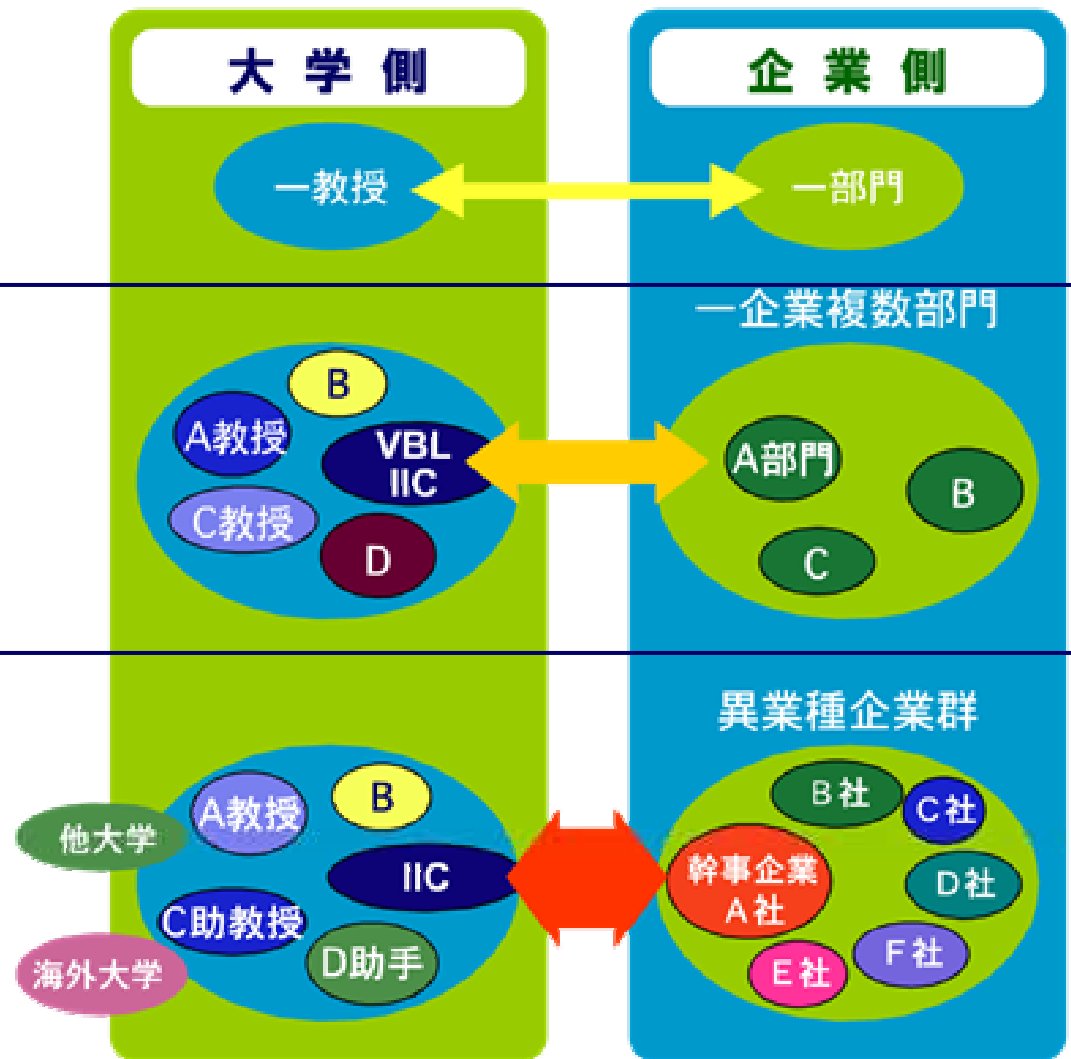 大学側
企業側
一教授
一部門
一企業複数部門
B
A教授
VBL
IIC
C教授
D
A部門
B
C
異業種企業群
A教授
B
他大学
IIC
C助教授
D助手
海外大学
B社
C社
幹事企業
A社
D社
F社
E社